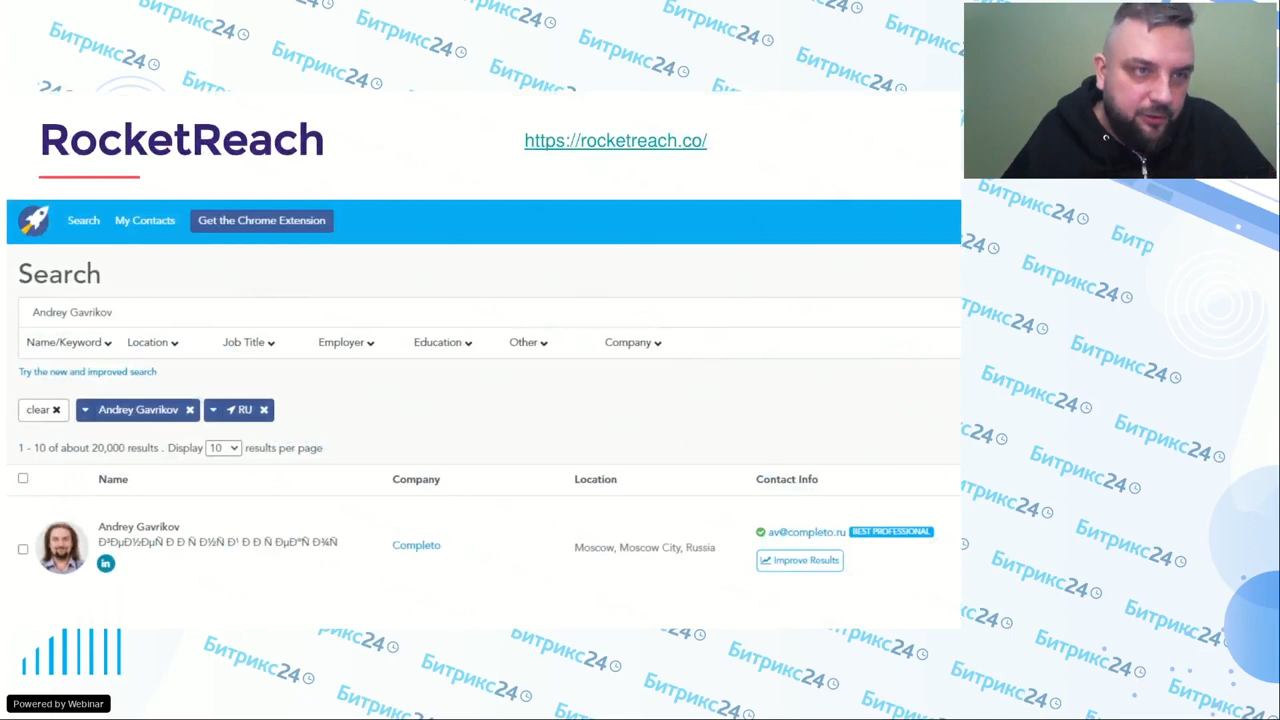 RocketReach
https://rocketreach.co/
Search
My Contacts
Get the Chrome Extension
Search
Andrey Gavrikov
Name/Keyword
Location
Job Title
Employer
Education
Other
Company
Try the new and improved search
clear ×
Andrey Gavrikov ×
RU ×
1 - 10 of about 20,000 results . Display 10 results per page
Name
Company
Location
Contact Info
Andrey Gavrikov
in
Completo
Moscow, Moscow City, Russia
av@completo.ru BEST PROFESSIONAL
Improve Results
Битрикс24
Powered by Webinar